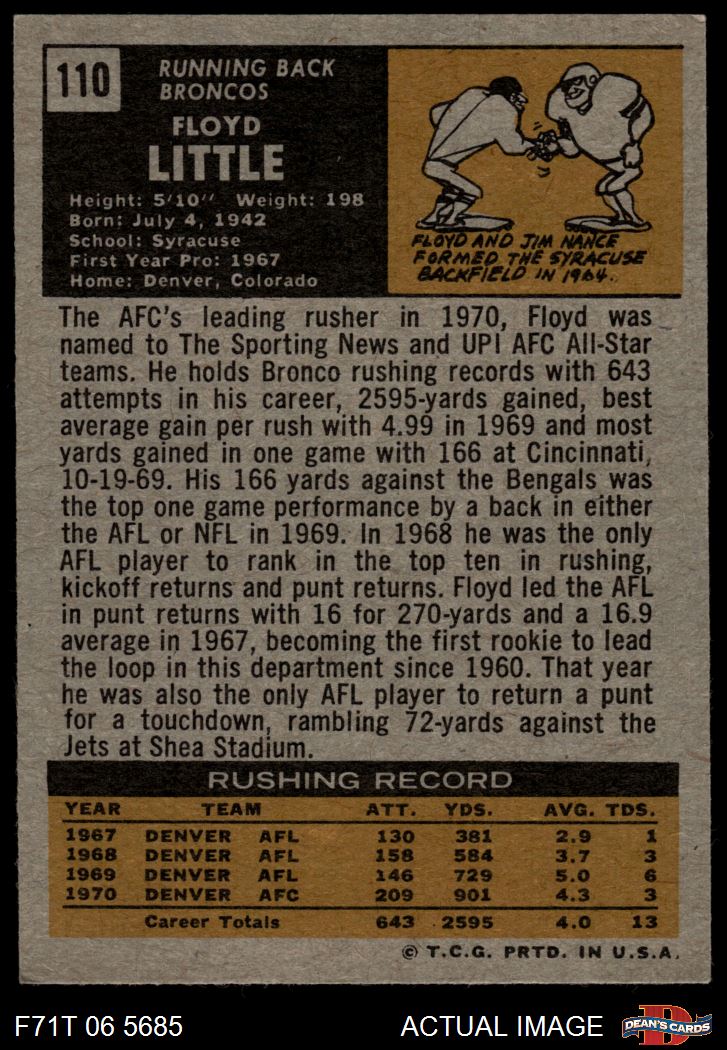 110
RUNNING BACK
BRONCOS
FLOYD
LITTLE
Height: 5'10" Weight: 198
Born: July 4, 1942
School: Syracuse
First Year Pro: 1967
Home: Denver, Colorado
FLOYD AND JIM NANCE
FORMED THE SYRACUSE
BACKFIELD IN 1964.
The AFC's leading rusher in 1970, Floyd was
named to The Sporting News and UPI AFC All-Star
teams. He holds Bronco rushing records with 643
attempts in his career, 2595-yards gained, best
average gain per rush with 4.99 in 1969 and most
yards gained in one game with 166 at Cincinnati,
10-19-69. His 166 yards against the Bengals was
the top one game performance by a back in either
the AFL or NFL in 1969. In 1968 he was the only
AFL player to rank in the top ten in rushing,
kickoff returns and punt returns. Floyd led the AFL
in punt returns with 16 for 270-yards and a 16.9
average in 1967, becoming the first rookie to lead
the loop in this department since 1960. That year
he was also the only AFL player to return a punt
for a touchdown, rambling 72-yards against the
Jets at Shea Stadium.
RUSHING RECORD
YEAR TEAM ATT. YDS. AVG. TDS.
1967 DENVER AFL 130 381 2.9 1
1968 DENVER AFL 158 584 3.7 3
1969 DENVER AFL 146 729 5.0 6
1970 DENVER AFC 209 901 4.3 3
Career Totals 643 2595 4.0 13
© T.C.G. PRTD. IN U.S.A.
F71T 06 5685 ACTUAL IMAGE
D
DEAN'S CARDS